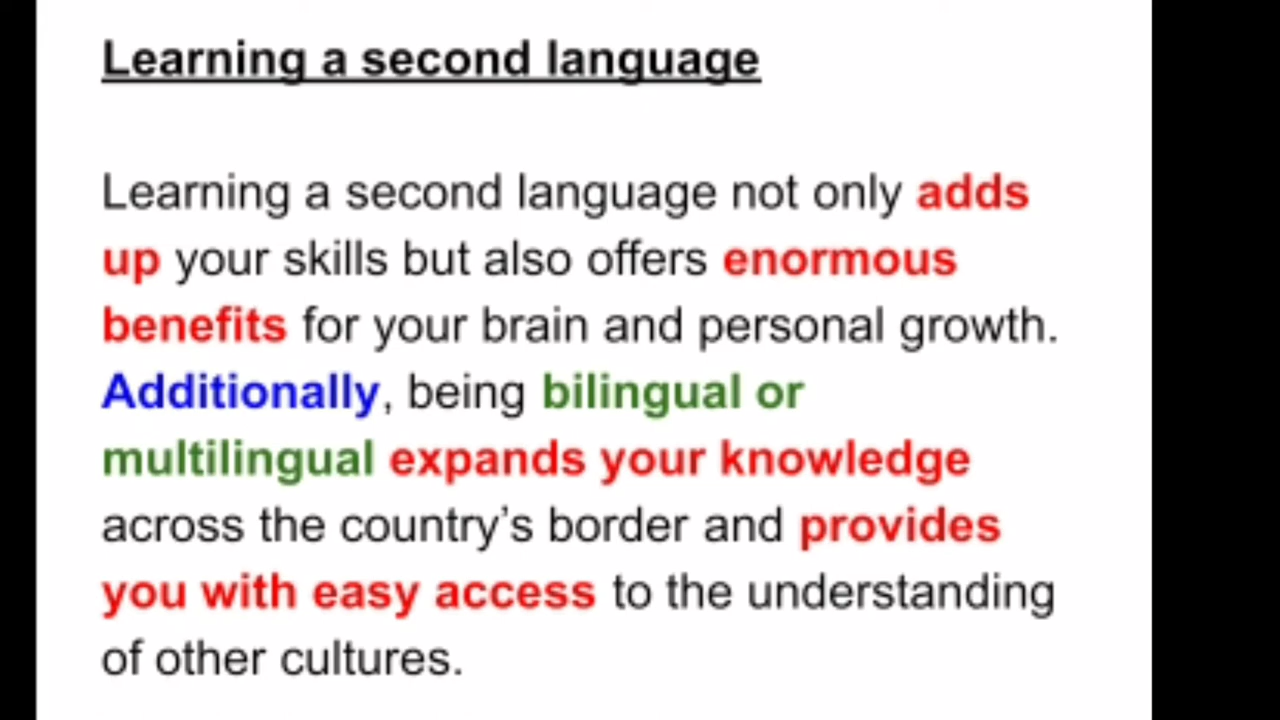 Learning a second language
Learning a second language not only adds
up your skills but also offers enormous
benefits for your brain and personal growth.
Additionally, being bilingual or
multilingual expands your knowledge
across the country’s border and provides
you with easy access to the understanding
of other cultures.